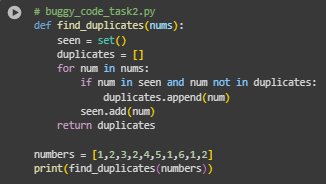 # buggy_code_task2.py
def find_duplicates(nums):
    seen = set()
    duplicates = []
    for num in nums:
        if num in seen and num not in duplicates:
            duplicates.append(num)
        seen.add(num)
    return duplicates

numbers = [1,2,3,2,4,5,1,6,1,2]
print(find_duplicates(numbers))